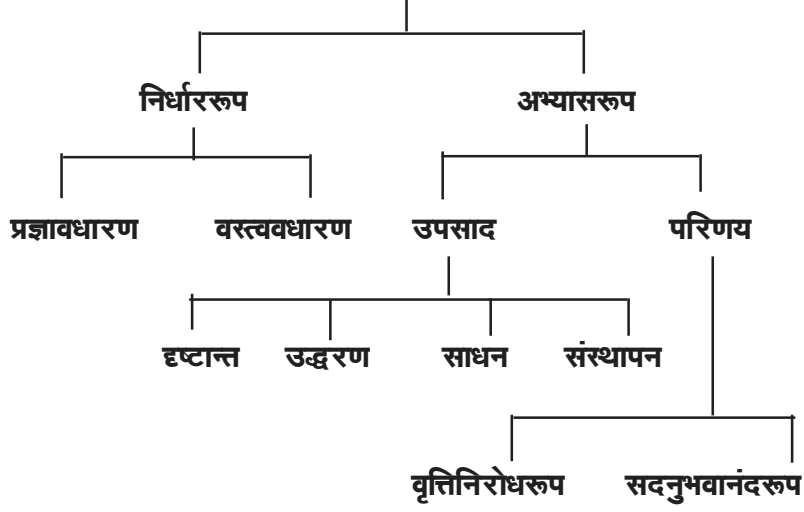 निर्धाररूप अभ्यासरूप
प्रज्ञावधारण वस्त्ववधारण उपसाद परिणय
दृष्टान्त उद्धरण साधन संस्थापन
वृत्तिनिरोधरूप सदनुभवानंदरूप